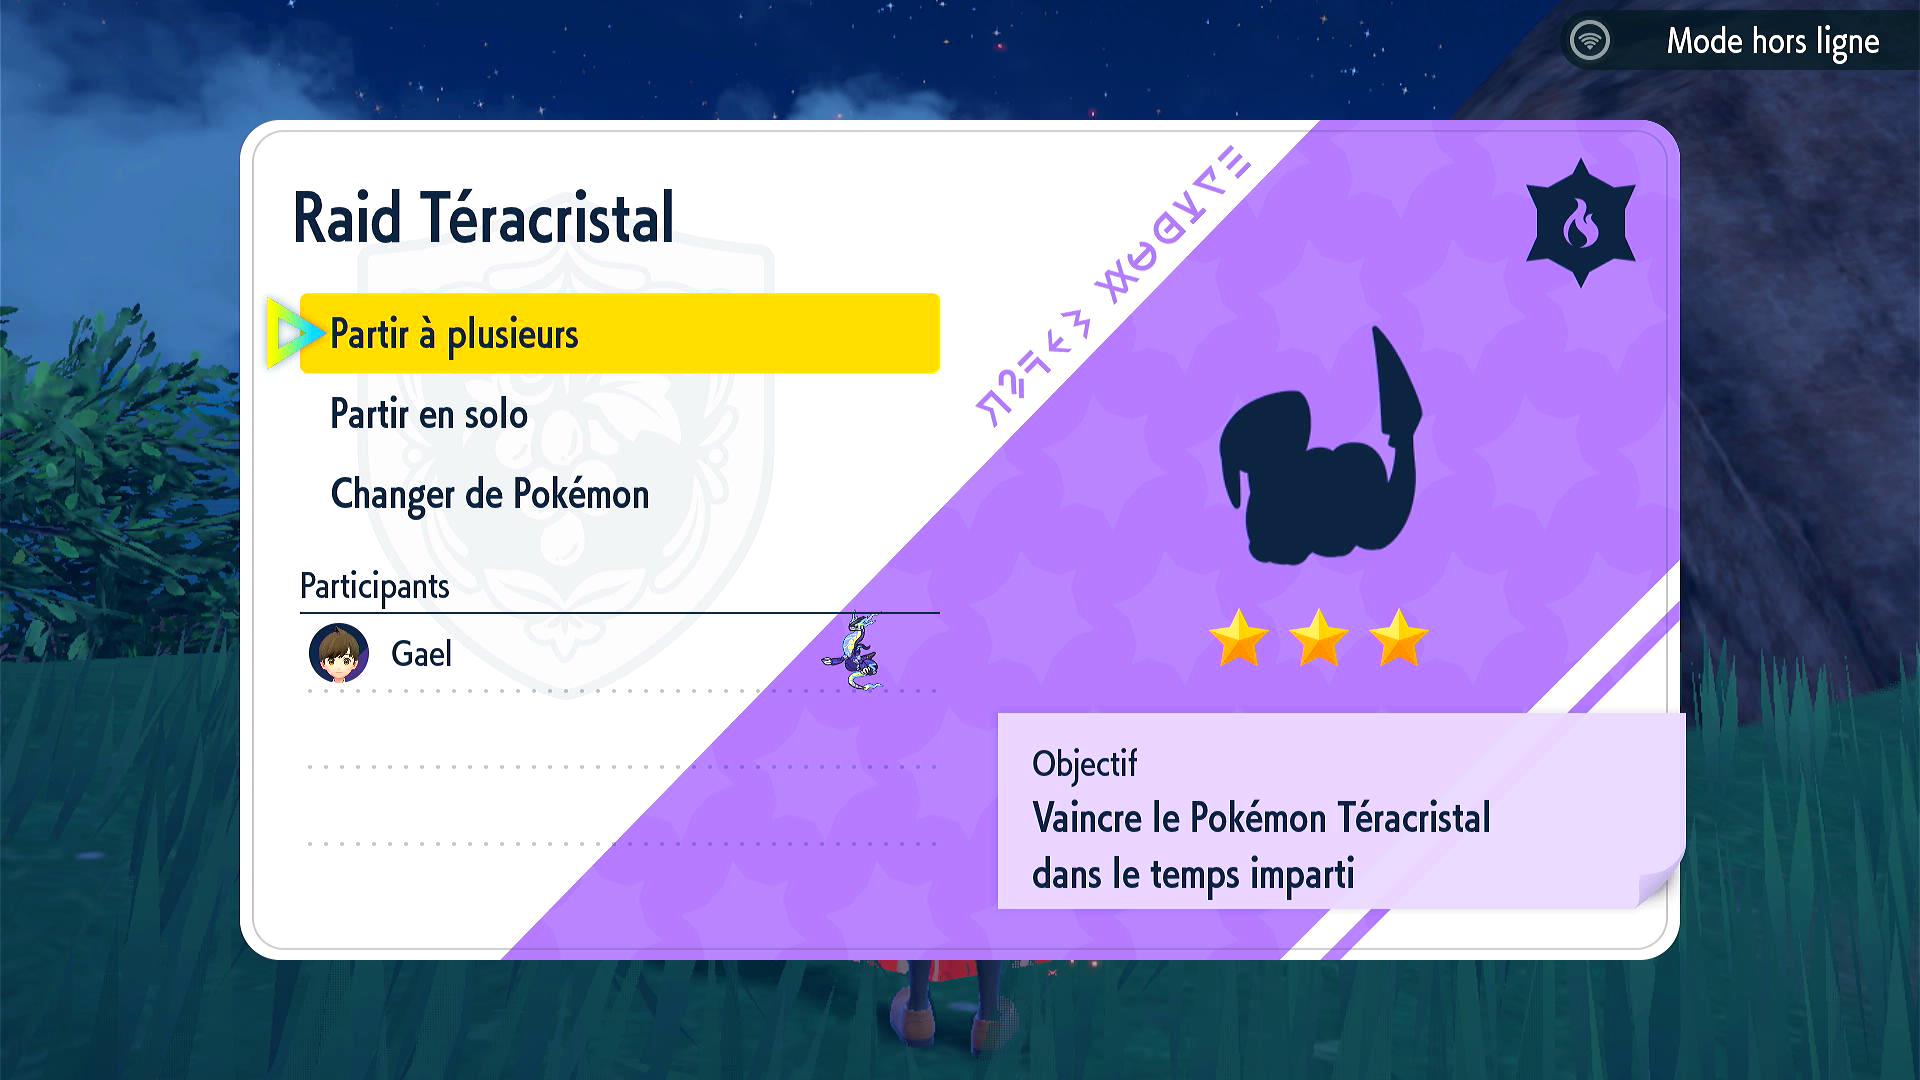 Mode hors ligne
Raid Téracristal
Partir à plusieurs
Partir en solo
Changer de Pokémon
Participants
Gael
Objectif
Vaincre le Pokémon Téracristal
dans le temps imparti